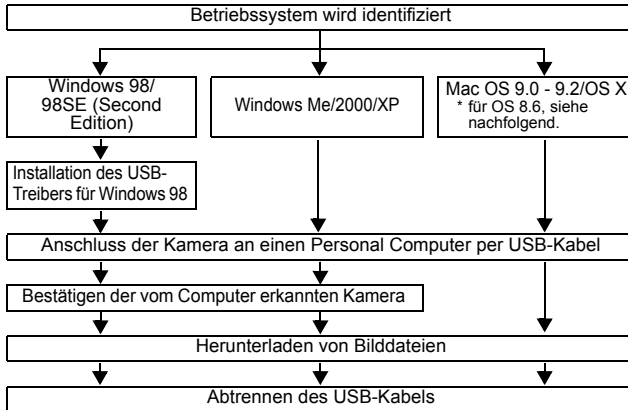 Betriebssystem wird identifiziert
Windows 98/
98SE (Second
Edition)
Windows Me/2000/XP
Mac OS 9.0 - 9.2/OS X
* für OS 8.6, siehe
nachfolgend.
Installation des USB-
Treibers für Windows 98
Anschluss der Kamera an einen Personal Computer per USB-Kabel
Bestätigen der vom Computer erkannten Kamera
Herunterladen von Bilddateien
Abtrennen des USB-Kabels